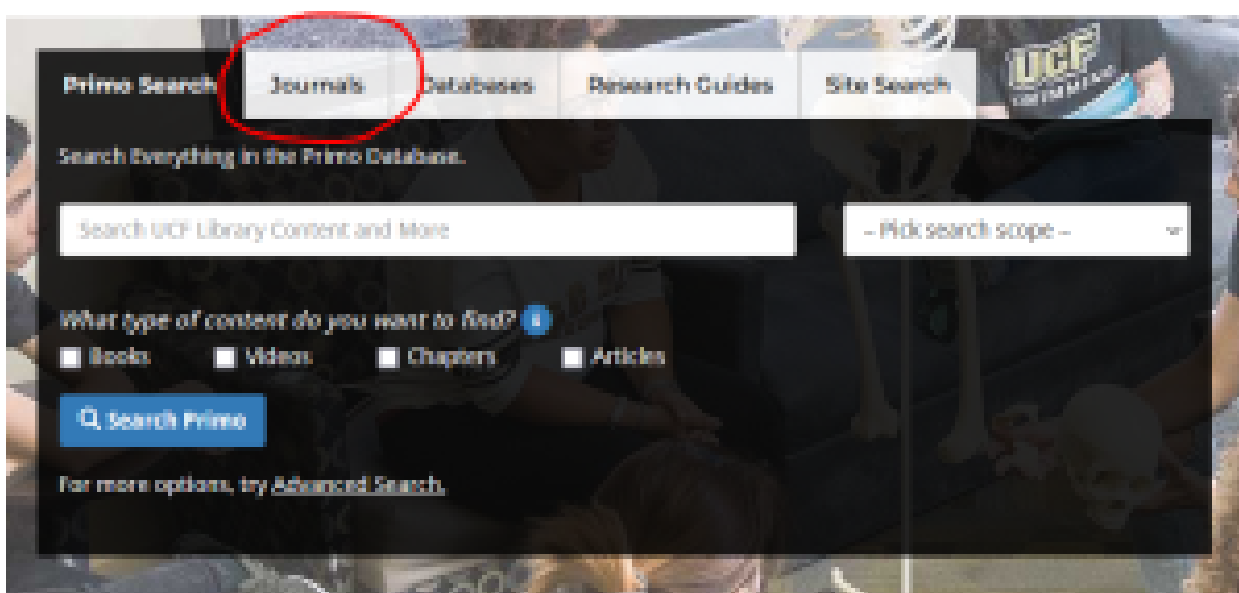 Primo Search Journals Databases Research Guides Site Search
UCF
Search Everything in the Primo Database.
Search UCF Library Content and More
-- Pick search scope --
What type of content do you want to find? i
Books Videos Chapters Articles
Search Primo
For more options, try Advanced Search.